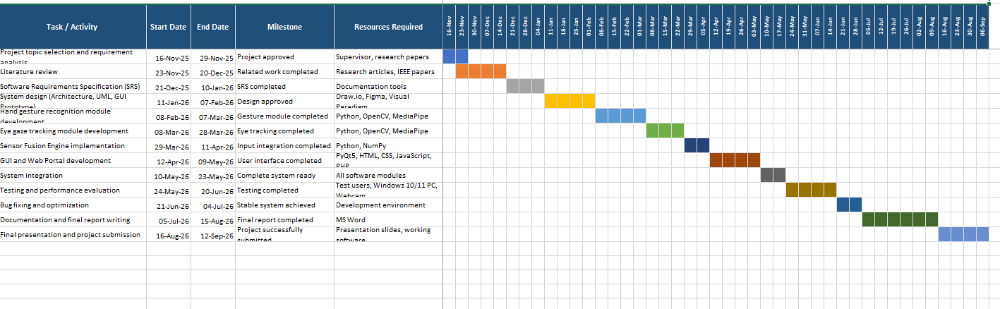 Task / Activity Start Date End Date Milestone Resources Required 16-Nov 23-Nov 30-Nov 07-Dec 14-Dec 21-Dec 28-Dec 04-Jan 11-Jan 18-Jan 25-Jan 01-Feb 08-Feb 15-Feb 22-Feb 01-Mar 08-Mar 15-Mar 22-Mar 29-Mar 05-Apr 12-Apr 19-Apr 26-Apr 03-May 10-May 17-May 24-May 31-May 07-Jun 14-Jun 21-Jun 28-Jun 05-Jul 12-Jul 19-Jul 26-Jul 02-Aug 09-Aug 16-Aug 23-Aug 30-Aug 06-Sep
Project topic selection and requirement
analysis 16-Nov-25 29-Nov-25 Project approved Supervisor, research papers
Literature review 23-Nov-25 20-Dec-25 Related work completed Research articles, IEEE papers
Software Requirements Specification (SRS) 21-Dec-25 10-Jan-26 SRS completed Documentation tools
System design (Architecture, UML, GUI
Prototype) 11-Jan-26 07-Feb-26 Design approved Draw.io, Figma, Visual
Paradigm
Hand gesture recognition module
development 08-Feb-26 07-Mar-26 Gesture module completed Python, OpenCV, MediaPipe
Eye gaze tracking module development 08-Mar-26 28-Mar-26 Eye tracking completed Python, OpenCV, MediaPipe
Sensor Fusion Engine implementation 29-Mar-26 11-Apr-26 Input integration completed Python, NumPy
GUI and Web Portal development 12-Apr-26 09-May-26 User interface completed PyQt5, HTML, CSS, JavaScript,
PHP
System integration 10-May-26 23-May-26 Complete system ready All software modules
Testing and performance evaluation 24-May-26 20-Jun-26 Testing completed Test users, Windows 10/11 PC,
Webcam
Bug fixing and optimization 21-Jun-26 04-Jul-26 Stable system achieved Development environment
Documentation and final report writing 05-Jul-26 15-Aug-26 Final report completed MS Word
Final presentation and project submission 16-Aug-26 12-Sep-26 Project successfully
submitted Presentation slides, working
software